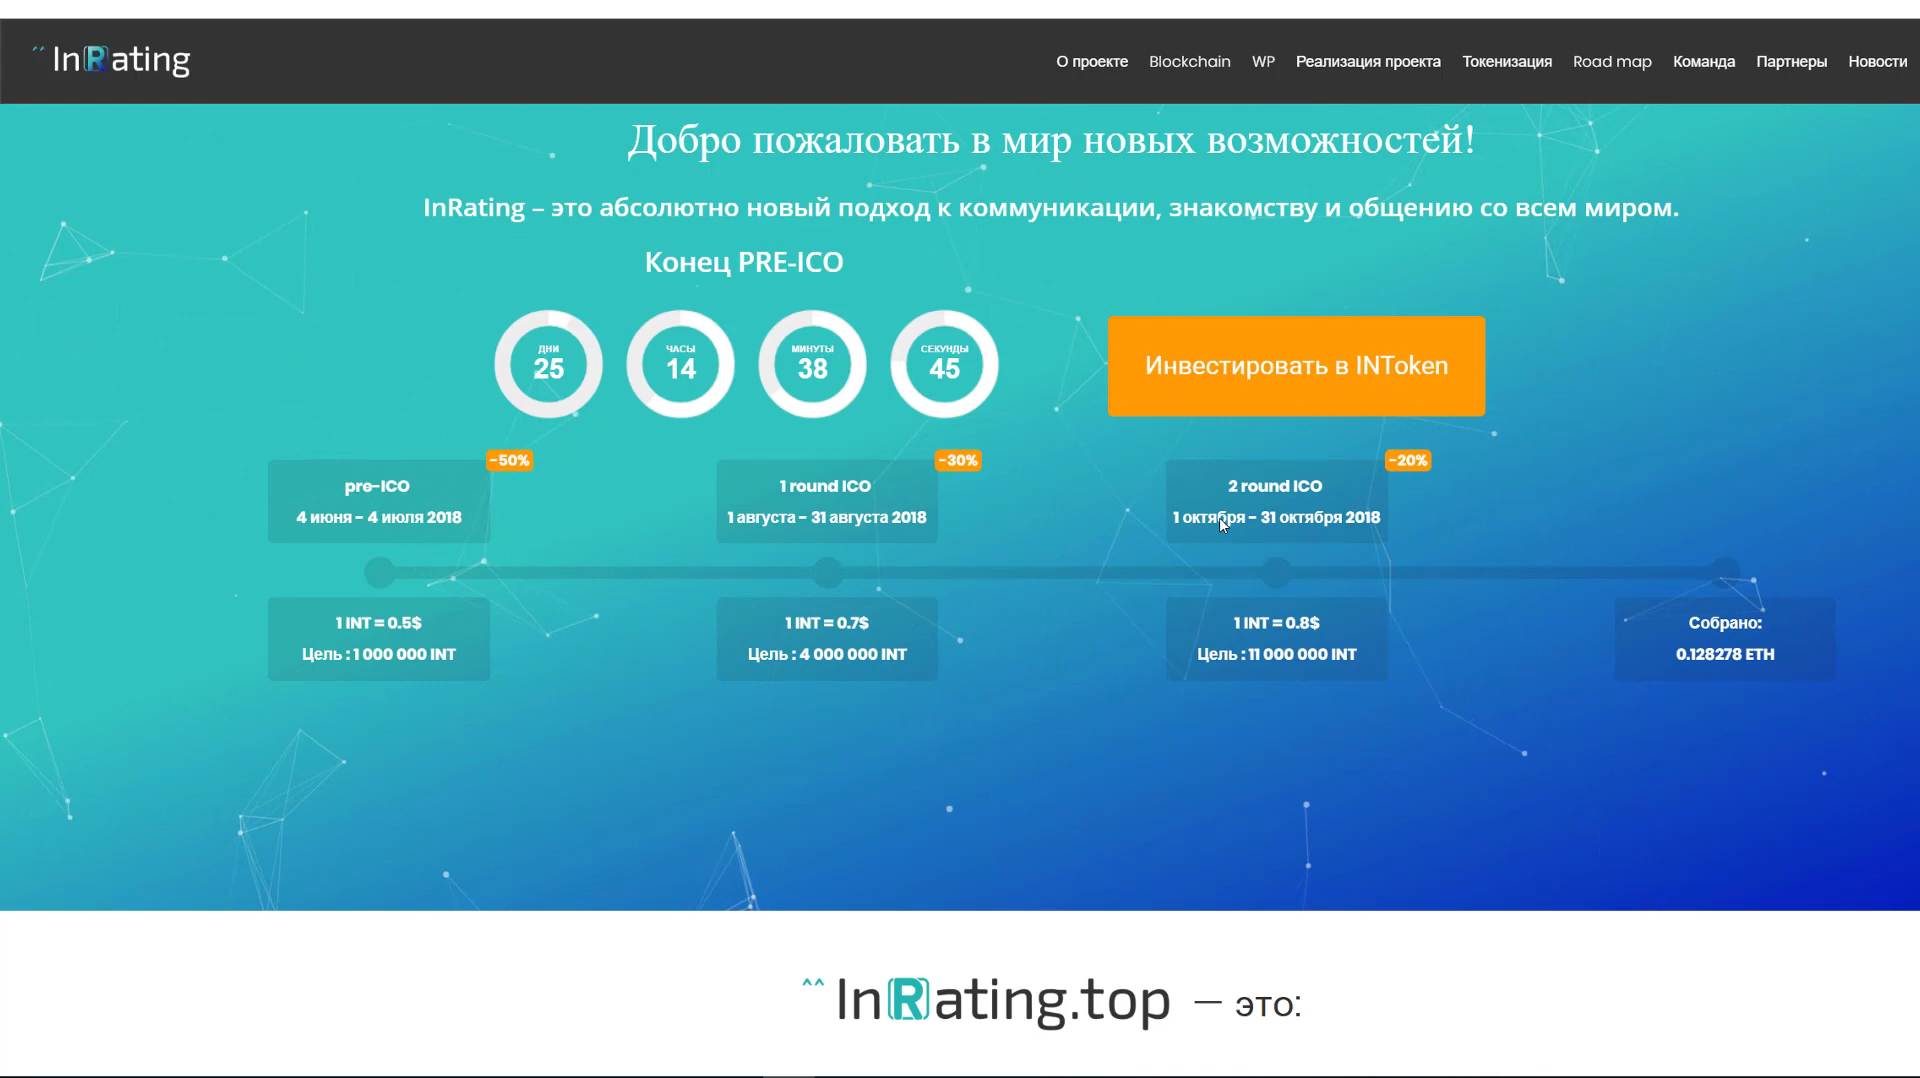 ^^ InRating
О проекте Blockchain WP Реализация проекта Токенизация Road map Команда Партнеры Новости
Добро пожаловать в мир новых возможностей!
InRating – это абсолютно новый подход к коммуникации, знакомству и общению со всем миром.
Конец PRE-ICO
ДНИ
25
ЧАСЫ
14
МИНУТЫ
38
СЕКУНДЫ
45
Инвестировать в INToken
-50%
pre-ICO
4 июня - 4 июля 2018
-30%
1 round ICO
1 августа - 31 августа 2018
-20%
2 round ICO
1 октября - 31 октября 2018
1 INT = 0.5$
Цель : 1 000 000 INT
1 INT = 0.7$
Цель : 4 000 000 INT
1 INT = 0.8$
Цель : 11 000 000 INT
Собрано:
0.128278 ETH
^^ InRating.top — это: